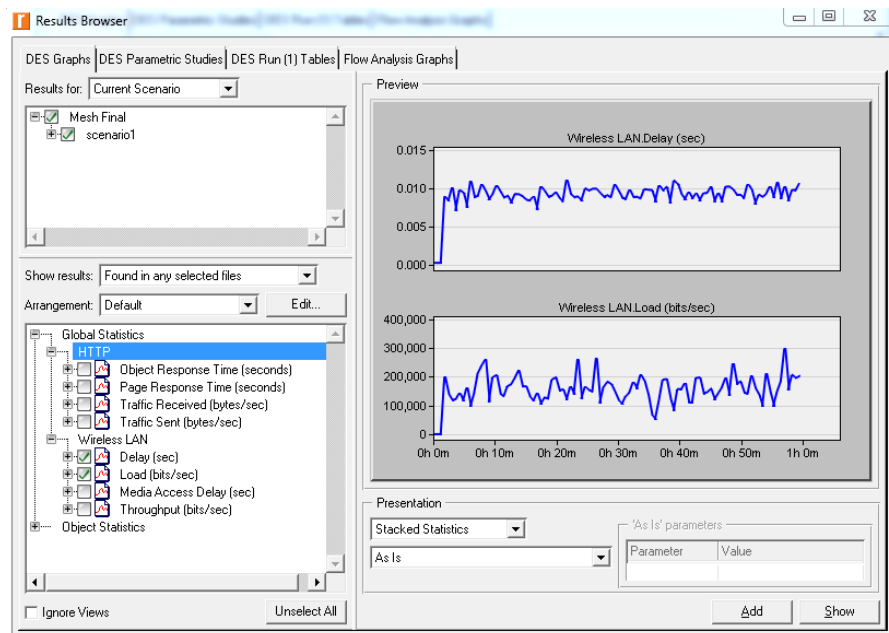 Results Browser
DES Graphs DES Parametric Studies DES Run (1) Tables Flow Analysis Graphs
Results for: Current Scenario
Mesh Final
scenario1
Show results: Found in any selected files
Arrangement: Default Edit...
Global Statistics
HTTP
Object Response Time (seconds)
Page Response Time (seconds)
Traffic Received (bytes/sec)
Traffic Sent (bytes/sec)
Wireless LAN
Delay (sec)
Load (bits/sec)
Media Access Delay (sec)
Throughput (bits/sec)
Object Statistics
Ignore Views Unselect All
Preview
Wireless LAN.Delay (sec)
0.015
0.010
0.005
0.000
Wireless LAN.Load (bits/sec)
400,000
300,000
200,000
100,000
0
0h 0m 0h 10m 0h 20m 0h 30m 0h 40m 0h 50m 1h 0m
Presentation
Stacked Statistics
As Is
'As Is' parameters
Parameter Value
Add Show